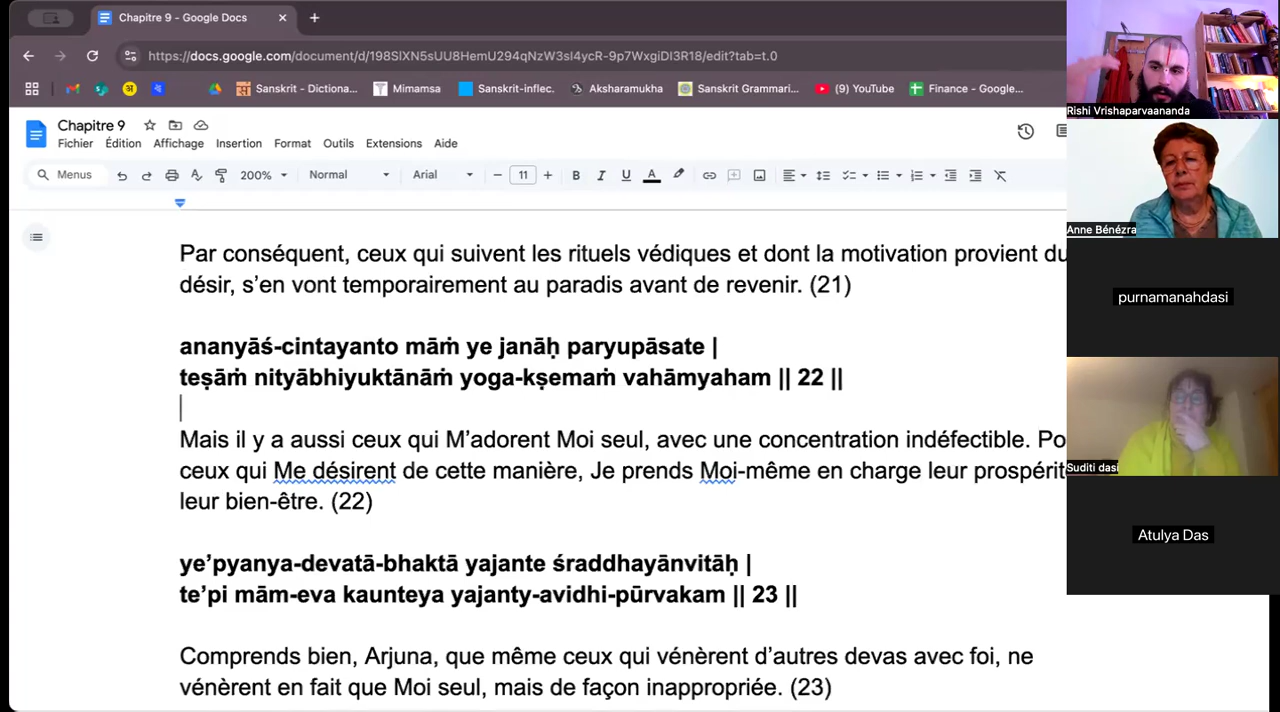 Chapitre 9 - Google Docs
https://docs.google.com/document/d/198SlXN5sUU8HemU294qNzW3sI4ycR-9p7WxgiDI3R18/edit?tab=t.0
Sanskrit - Dictiona...
Mimamsa
Sanskrit-inflec.
Aksharamukha
Sanskrit Grammari...
(9) YouTube
Finance - Google...
Chapitre 9
Fichier Édition Affichage Insertion Format Outils Extensions Aide
Menus 200% Normal Arial 11
Par conséquent, ceux qui suivent les rituels védiques et dont la motivation provient du
désir, s’en vont temporairement au paradis avant de revenir. (21)
ananyāś-cintayanto māṁ ye janāḥ paryupāsate |
teṣāṁ nityābhiyuktānāṁ yoga-kṣemaṁ vahāmyaham || 22 ||
Mais il y a aussi ceux qui M’adorent Moi seul, avec une concentration indéfectible. Po
ceux qui Me désirent de cette manière, Je prends Moi-même en charge leur prospérit
leur bien-être. (22)
ye’pyanya-devatā-bhaktā yajante śraddhayānvitāḥ |
te’pi mām-eva kaunteya yajanty-avidhi-pūrvakam || 23 ||
Comprends bien, Arjuna, que même ceux qui vénèrent d’autres devas avec foi, ne
vénèrent en fait que Moi seul, mais de façon inappropriée. (23)
Rishi Vrishaparvaananda
Anne Bénézra
purnamanahdasi
Suditi dasi
Atulya Das